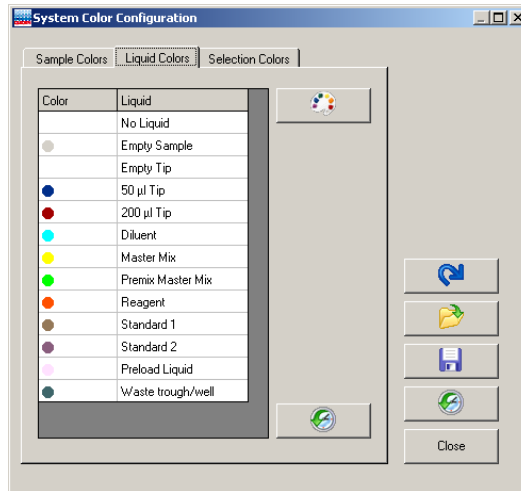 System Color Configuration
Sample Colors Liquid Colors Selection Colors
Color Liquid
No Liquid
Empty Sample
Empty Tip
50 µl Tip
200 µl Tip
Diluent
Master Mix
Premix Master Mix
Reagent
Standard 1
Standard 2
Preload Liquid
Waste trough/well
Close